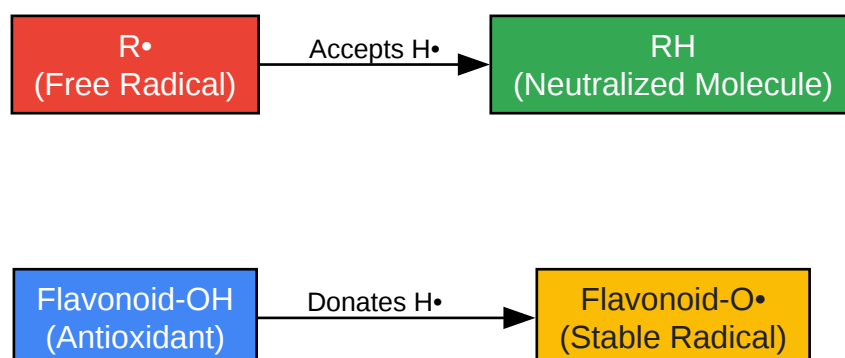 R•
(Free Radical)
Accepts H•
RH
(Neutralized Molecule)
Flavonoid-OH
(Antioxidant)
Donates H•
Flavonoid-O•
(Stable Radical)